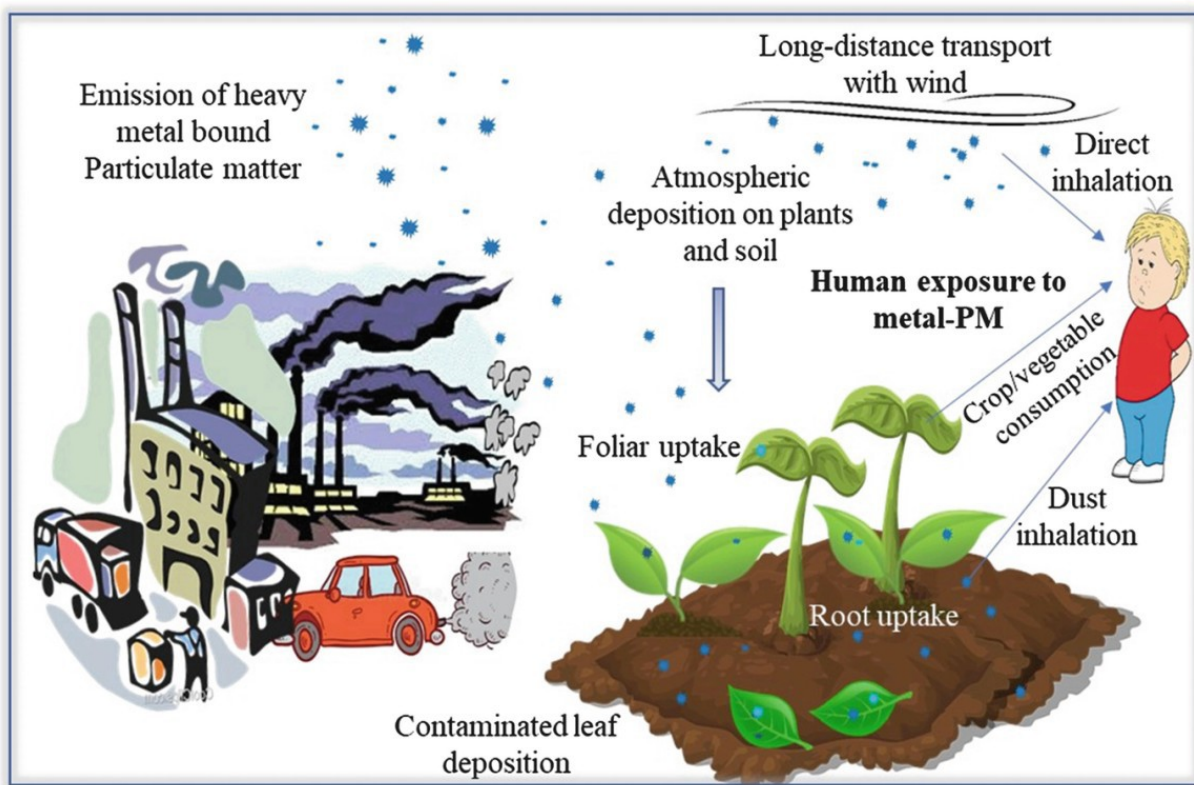 Emission of heavy
metal bound
Particulate matter
Long-distance transport
with wind
Direct
inhalation
Atmospheric
deposition on plants
and soil
Human exposure to
metal-PM
Crop/vegetable
consumption
Foliar uptake
Dust
inhalation
Root uptake
Contaminated leaf
deposition